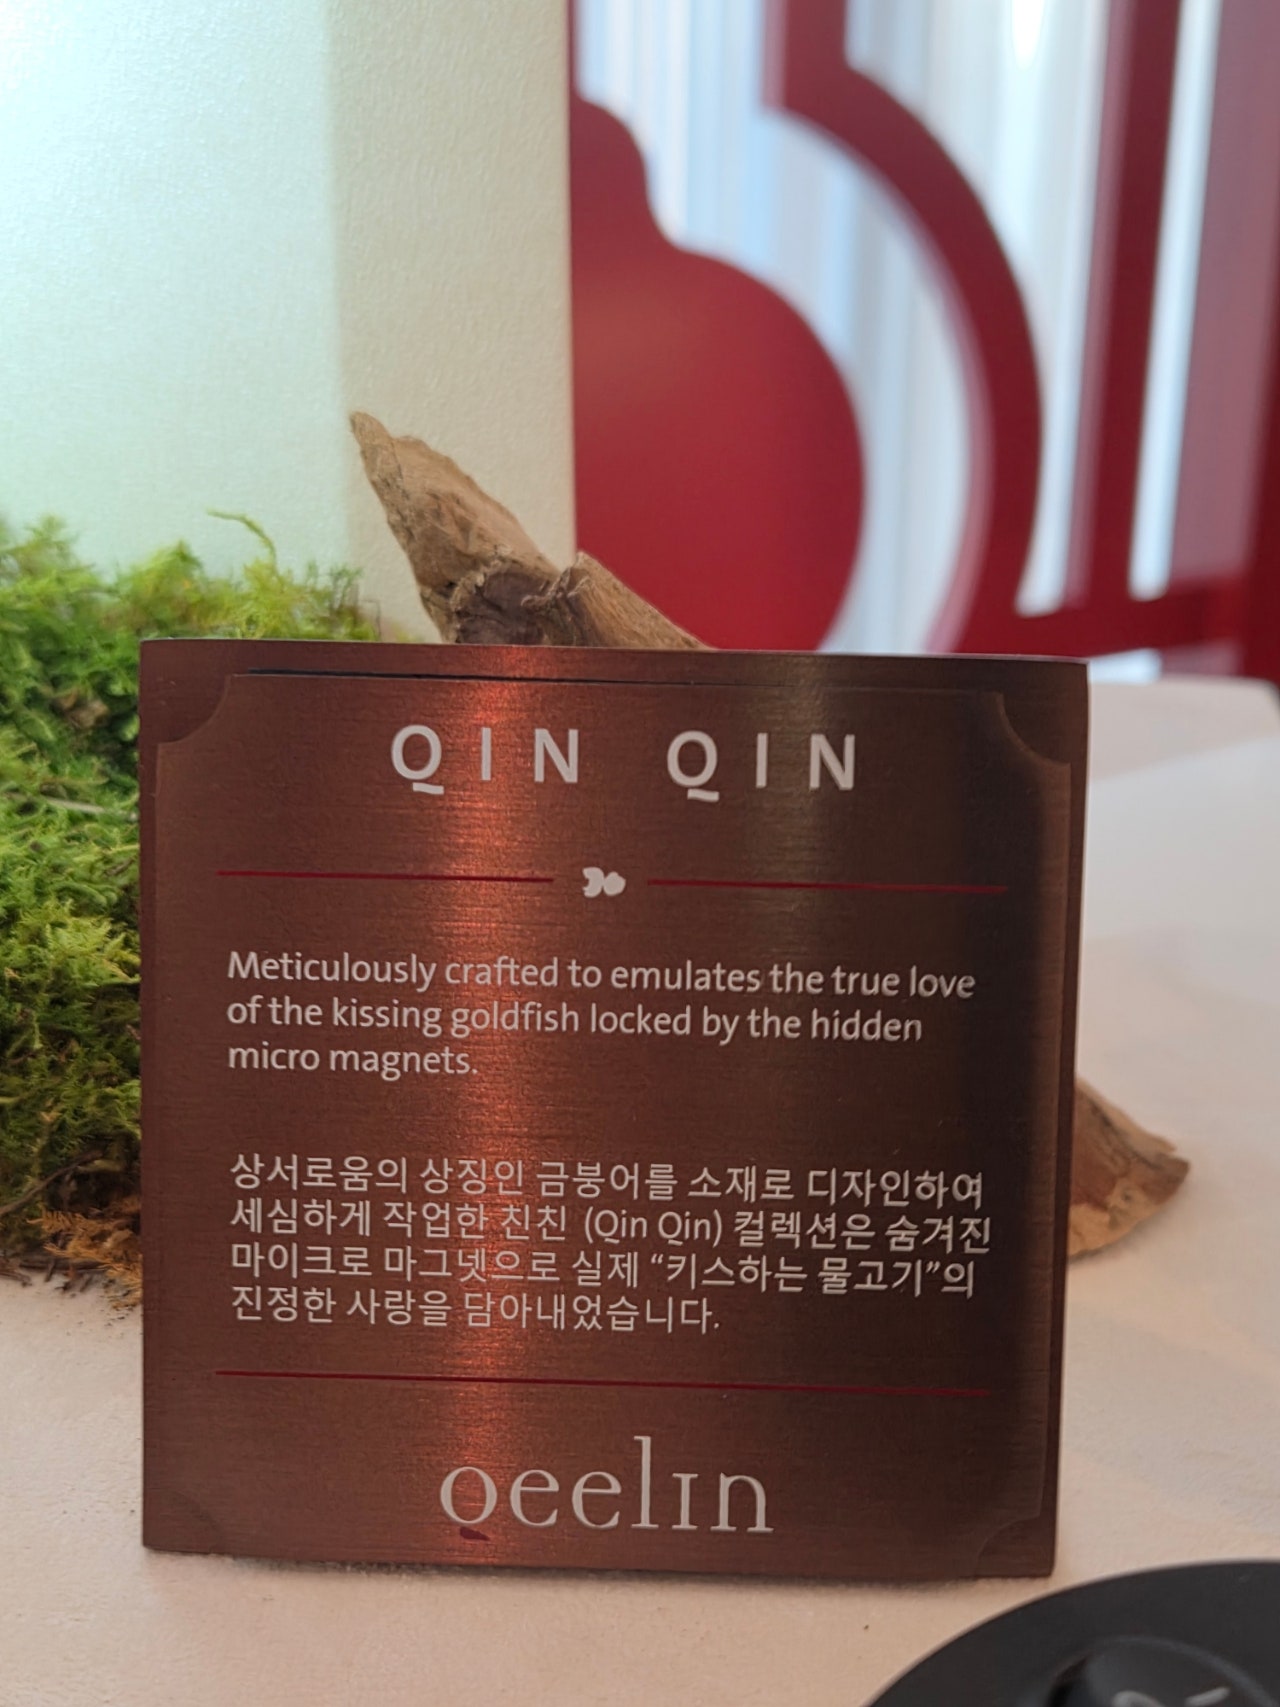 QIN QIN
Meticulously crafted to emulates the true love
of the kissing goldfish locked by the hidden
micro magnets.
상서로움의 상징인 금붕어를 소재로 디자인하여
세심하게 작업한 친친 (Qin Qin) 컬렉션은 숨겨진
마이크로 마그넷으로 실제 “키스하는 물고기”의
진정한 사랑을 담아내었습니다.
Qeelin